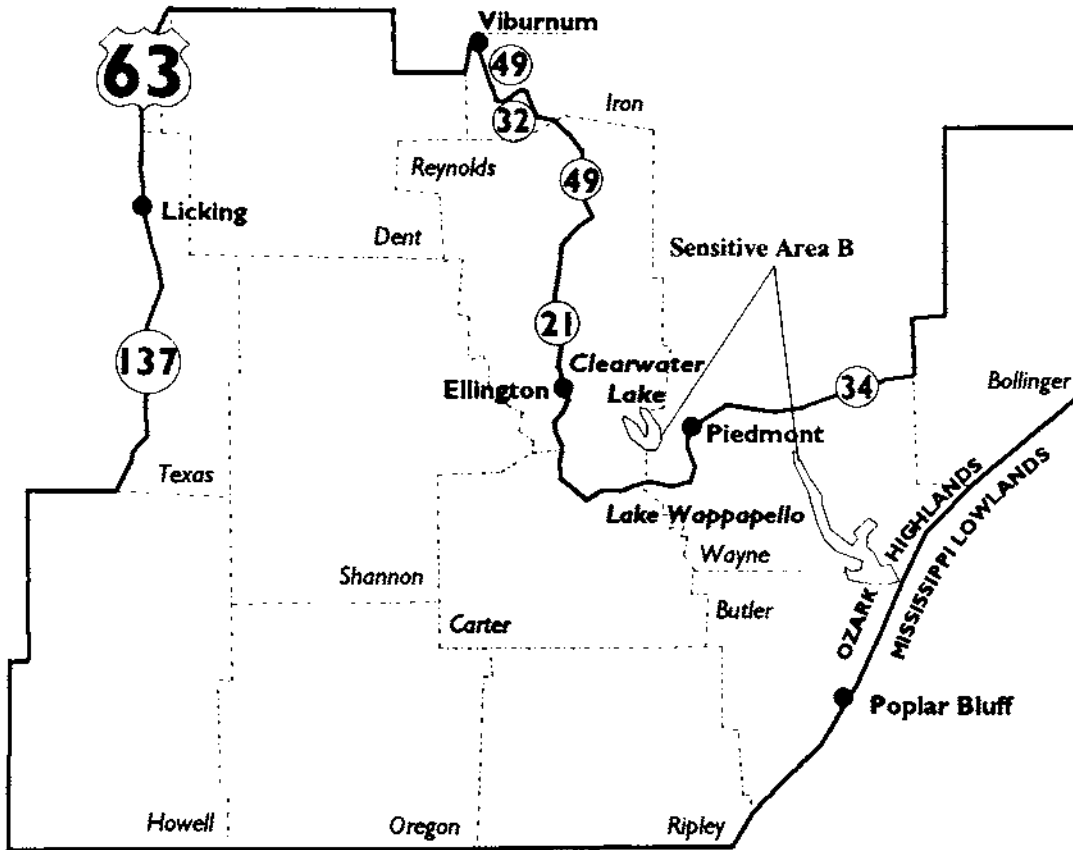 Viburnum
63
49
Iron
32
Reynolds
49
Licking
Dent
Sensitive Area B
21
137
Clearwater
Lake
Ellington
34
Bollinger
Piedmont
Texas
Lake Wappapello
OZARK HIGHLANDS
MISSISSIPPI LOWLANDS
Wayne
Shannon
Butler
Carter
Poplar Bluff
Howell
Oregon
Ripley